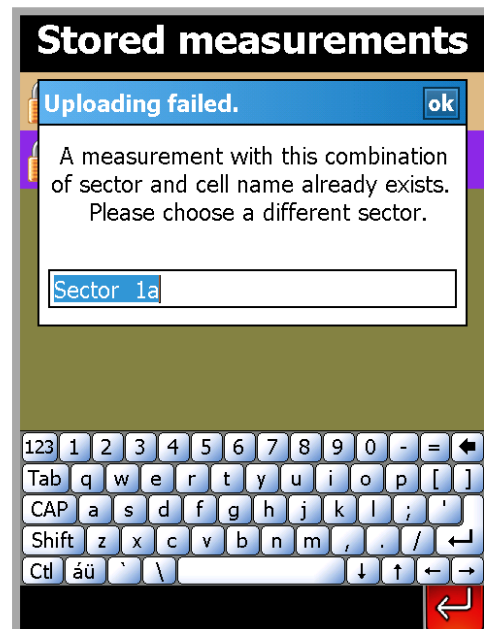 Stored measurements
Uploading failed. ok
A measurement with this combination
of sector and cell name already exists.
Please choose a different sector.
Sector 1a
123 1 2 3 4 5 6 7 8 9 0 - =
Tab q w e r t y u i o p [ ]
CAP a s d f g h j k l ; '
Shift z x c v b n m , . /
Ctl áü ` \ ↓ ↑ ← →